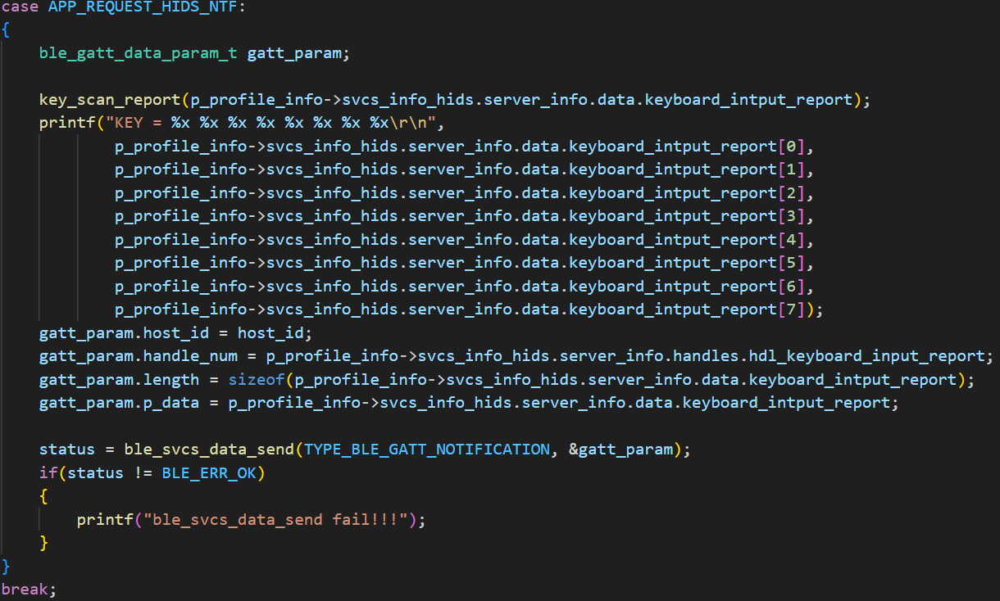 case APP_REQUEST_HIDS_NTF:
{
    ble_gatt_data_param_t gatt_param;

    key_scan_report(p_profile_info->svcs_info_hids.server_info.data.keyboard_intput_report);
    printf("KEY = %x %x %x %x %x %x %x %x\r\n",
            p_profile_info->svcs_info_hids.server_info.data.keyboard_intput_report[0],
            p_profile_info->svcs_info_hids.server_info.data.keyboard_intput_report[1],
            p_profile_info->svcs_info_hids.server_info.data.keyboard_intput_report[2],
            p_profile_info->svcs_info_hids.server_info.data.keyboard_intput_report[3],
            p_profile_info->svcs_info_hids.server_info.data.keyboard_intput_report[4],
            p_profile_info->svcs_info_hids.server_info.data.keyboard_intput_report[5],
            p_profile_info->svcs_info_hids.server_info.data.keyboard_intput_report[6],
            p_profile_info->svcs_info_hids.server_info.data.keyboard_intput_report[7]);
    gatt_param.host_id = host_id;
    gatt_param.handle_num = p_profile_info->svcs_info_hids.server_info.handles.hdl_keyboard_input_report;
    gatt_param.length = sizeof(p_profile_info->svcs_info_hids.server_info.data.keyboard_intput_report);
    gatt_param.p_data = p_profile_info->svcs_info_hids.server_info.data.keyboard_intput_report;

    status = ble_svcs_data_send(TYPE_BLE_GATT_NOTIFICATION, &gatt_param);
    if(status != BLE_ERR_OK)
    {
        printf("ble_svcs_data_send fail!!!");
    }
}
break;